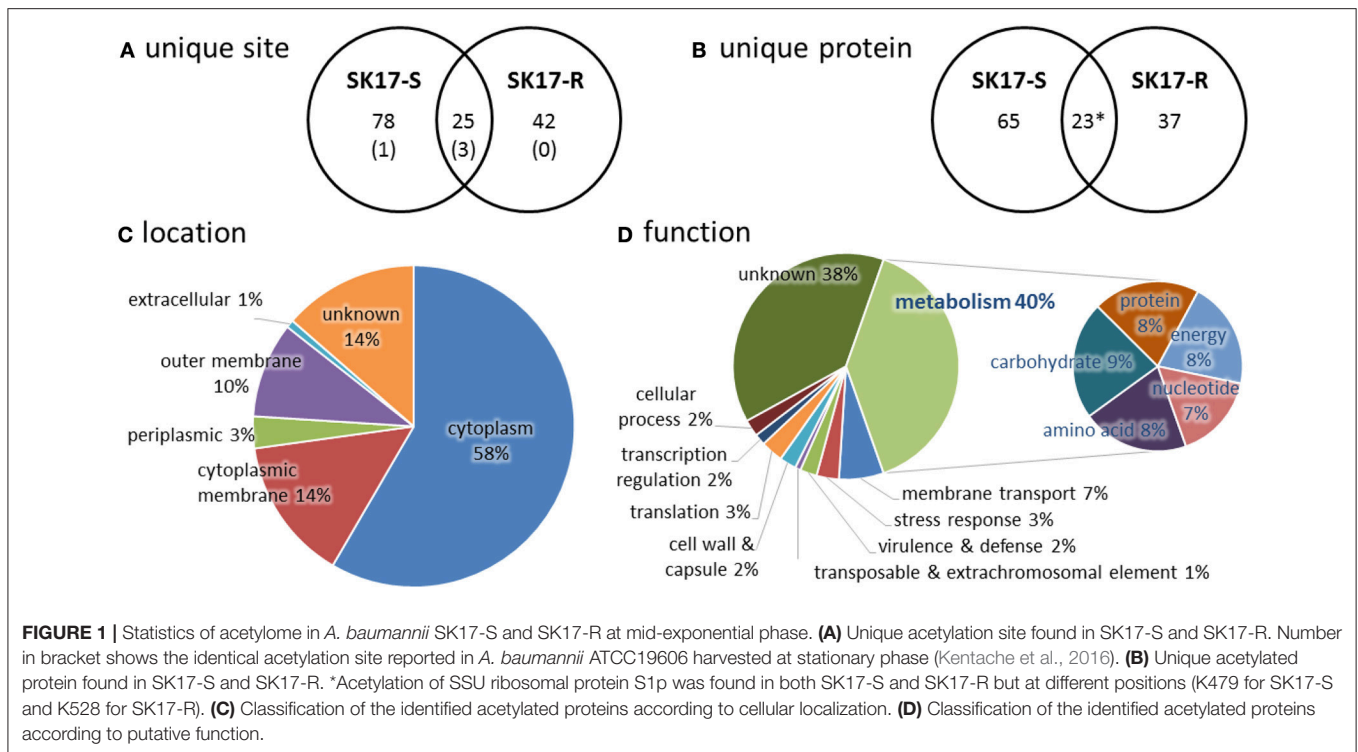 A unique site
SK17-S
SK17-R
78
(1)
25
(3)
42
(0)
B unique protein
SK17-S
SK17-R
65
23*
37
C location
extracellular 1%
unknown
14%
outer membrane
10%
periplasmic 3%
cytoplasmic
membrane 14%
cytoplasm
58%
D function
unknown 38%
metabolism 40%
protein
8%
energy
8%
carbohydrate 9%
nucleotide
7%
amino acid 8%
cellular
process 2%
transcription
regulation 2%
translation 3%
cell wall &
capsule 2%
membrane transport 7%
stress response 3%
virulence & defense 2%
transposable & extrachromosomal element 1%
FIGURE 1 | Statistics of acetylome in A. baumannii SK17-S and SK17-R at mid-exponential phase. (A) Unique acetylation site found in SK17-S and SK17-R. Number
in bracket shows the identical acetylation site reported in A. baumannii ATCC19606 harvested at stationary phase (Kentache et al., 2016). (B) Unique acetylated
protein found in SK17-S and SK17-R. *Acetylation of SSU ribosomal protein S1p was found in both SK17-S and SK17-R but at different positions (K479 for SK17-S
and K528 for SK17-R). (C) Classification of the identified acetylated proteins according to cellular localization. (D) Classification of the identified acetylated proteins
according to putative function.